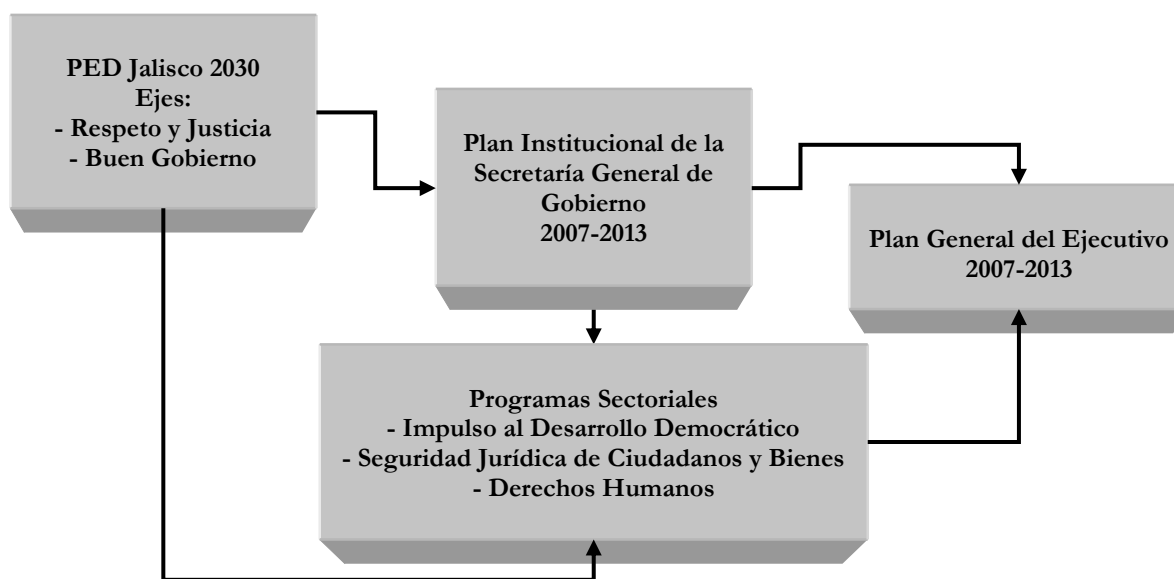 PED Jalisco 2030
Ejes:
- Respeto y Justicia
- Buen Gobierno
Plan Institucional de la
Secretaría General de
Gobierno
2007-2013
Plan General del Ejecutivo
2007-2013
Programas Sectoriales
- Impulso al Desarrollo Democrático
- Seguridad Jurídica de Ciudadanos y Bienes
- Derechos Humanos